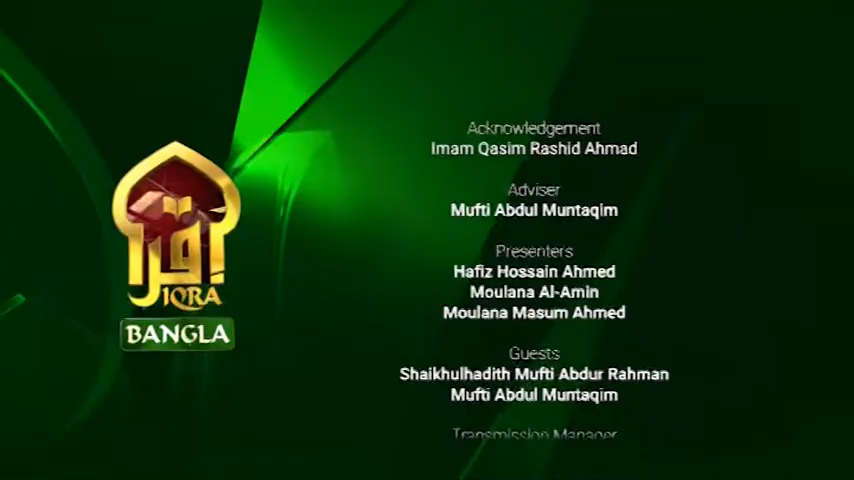 اقرأ
IQRA
BANGLA
Acknowledgement
Imam Qasim Rashid Ahmad
Adviser
Mufti Abdul Muntaqim
Presenters
Hafiz Hossain Ahmed
Moulana Al-Amin
Moulana Masum Ahmed
Guests
Shaikhulhadith Mufti Abdur Rahman
Mufti Abdul Muntaqim
Transmission Manager